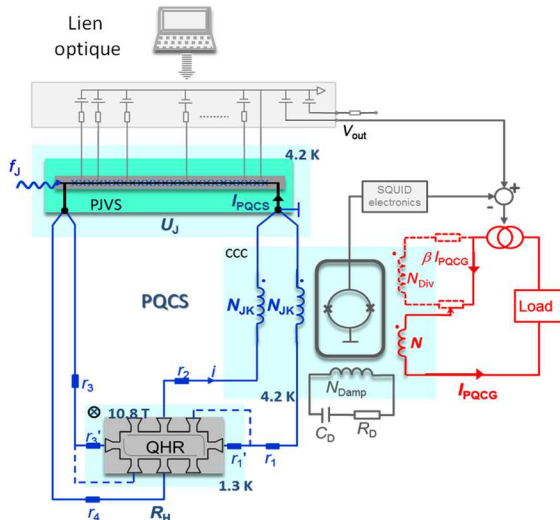 Lien
optique
V_out
4.2 K
f_J
PJVS
I_PQCS
U_J
SQUID
electronics
+
-
CCC
β I_PQCG
N_Div
Load
PQCS
N_JK
N_JK
N
r_2
i
N_Damp
I_PQCG
r_3
4.2 K
C_D
R_D
⊗ 10.8 T
r_3'
QHR
r_1'
r_1
1.3 K
r_4
R_H